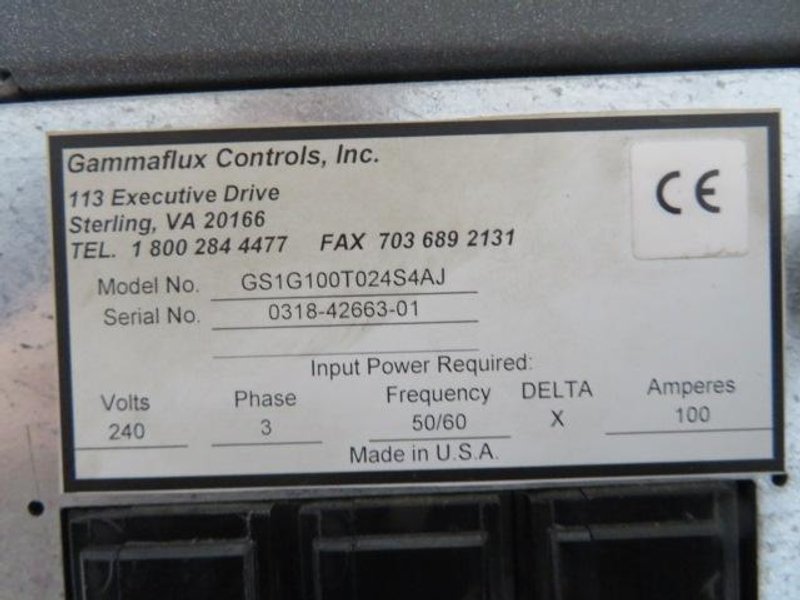 Gammaflux Controls, Inc.
CE
113 Executive Drive
Sterling, VA 20166
TEL. 1 800 284 4477 FAX 703 689 2131
Model No. GS1G100T024S4AJ
Serial No. 0318-42663-01
Input Power Required:
Volts Phase Frequency DELTA Amperes
240 3 50/60 X 100
Made in U.S.A.